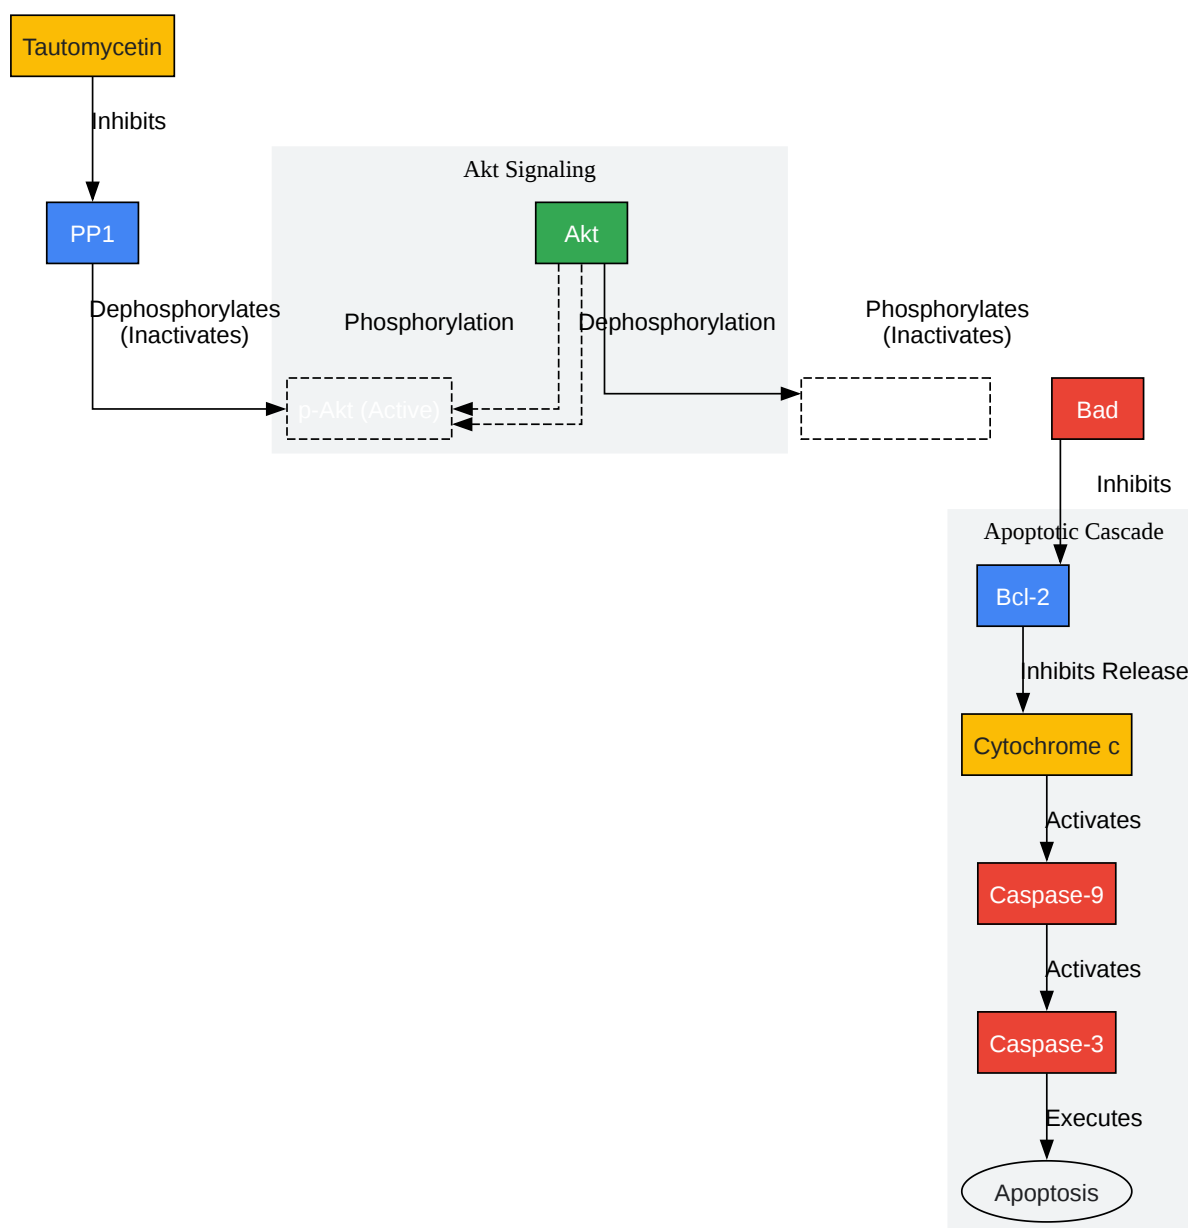 Tautomycetin
Inhibits
Akt Signaling
PP1
Akt
Dephosphorylates
(Inactivates)
Phosphorylation
Dephosphorylation
Phosphorylates
(Inactivates)
p-Akt (Active)
Bad
Inhibits
Apoptotic Cascade
Bcl-2
Inhibits Release
Cytochrome c
Activates
Caspase-9
Activates
Caspase-3
Executes
Apoptosis